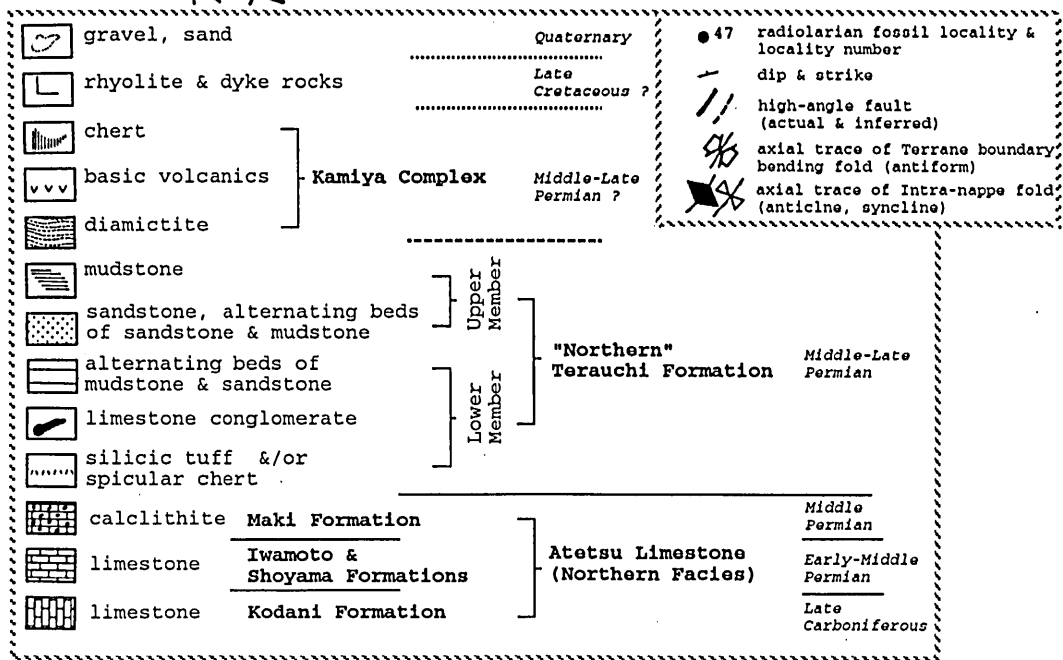 gravel, sand
Quaternary
rhyolite & dyke rocks
Late
Cretaceous ?
chert
basic volcanics
Kamiya Complex
Middle-Late
Permian ?
diamictite
mudstone
Upper
Member
sandstone, alternating beds
of sandstone & mudstone
alternating beds of
mudstone & sandstone
"Northern"
Terauchi Formation
Middle-Late
Permian
Lower
Member
limestone conglomerate
silicic tuff &/or
spicular chert
calclithite Maki Formation
Middle
Permian
limestone Iwamoto &
Shoyama Formations
Atetsu Limestone
(Northern Facies)
Early-Middle
Permian
limestone Kodani Formation
Late
Carboniferous
47 radiolarian fossil locality &
locality number
dip & strike
high-angle fault
(actual & inferred)
axial trace of Terrane boundary
bending fold (antiform)
axial trace of Intra-nappe fold
(anticlne, syncline)